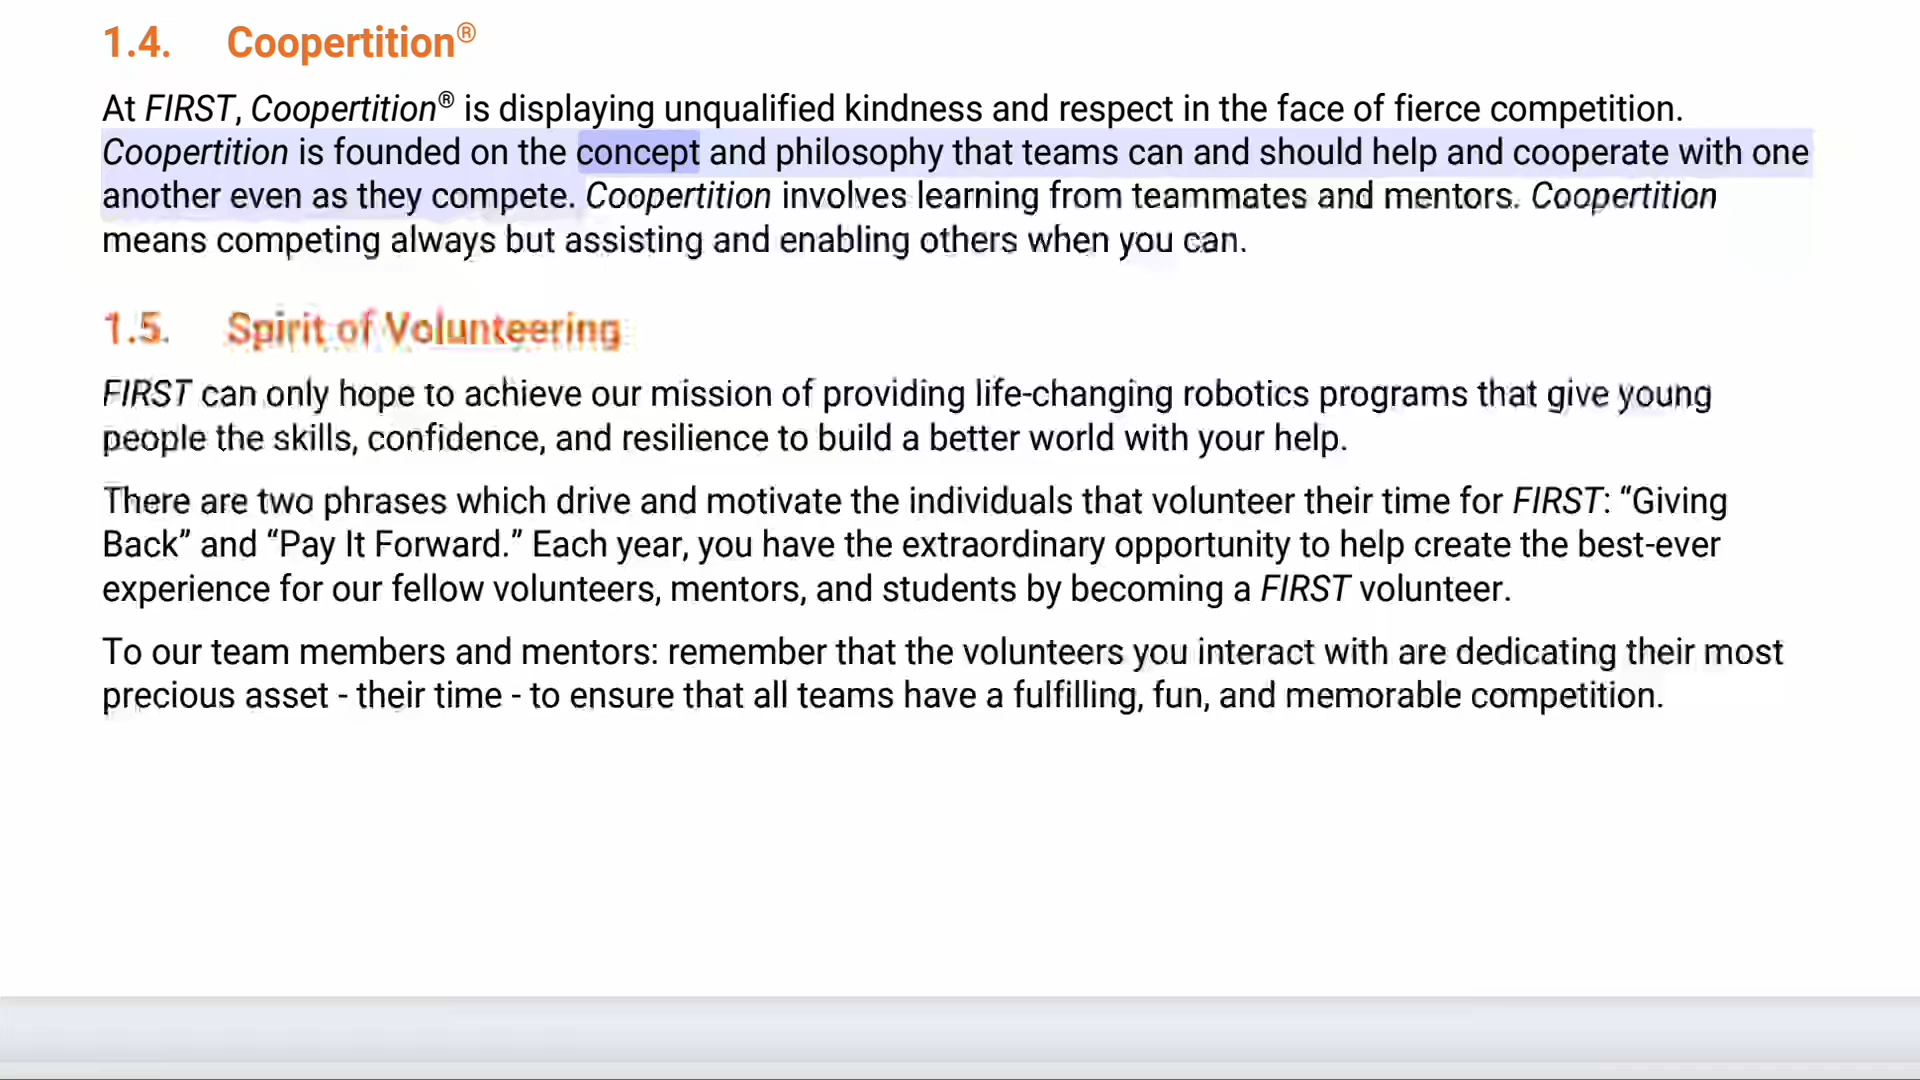 1.4. Coopertition®
At FIRST, Coopertition® is displaying unqualified kindness and respect in the face of fierce competition.
Coopertition is founded on the concept and philosophy that teams can and should help and cooperate with one
another even as they compete. Coopertition involves learning from teammates and mentors. Coopertition
means competing always but assisting and enabling others when you can.
1.5. Spirit of Volunteering
FIRST can only hope to achieve our mission of providing life-changing robotics programs that give young
people the skills, confidence, and resilience to build a better world with your help.
There are two phrases which drive and motivate the individuals that volunteer their time for FIRST: “Giving
Back” and “Pay It Forward.” Each year, you have the extraordinary opportunity to help create the best-ever
experience for our fellow volunteers, mentors, and students by becoming a FIRST volunteer.
To our team members and mentors: remember that the volunteers you interact with are dedicating their most
precious asset - their time - to ensure that all teams have a fulfilling, fun, and memorable competition.